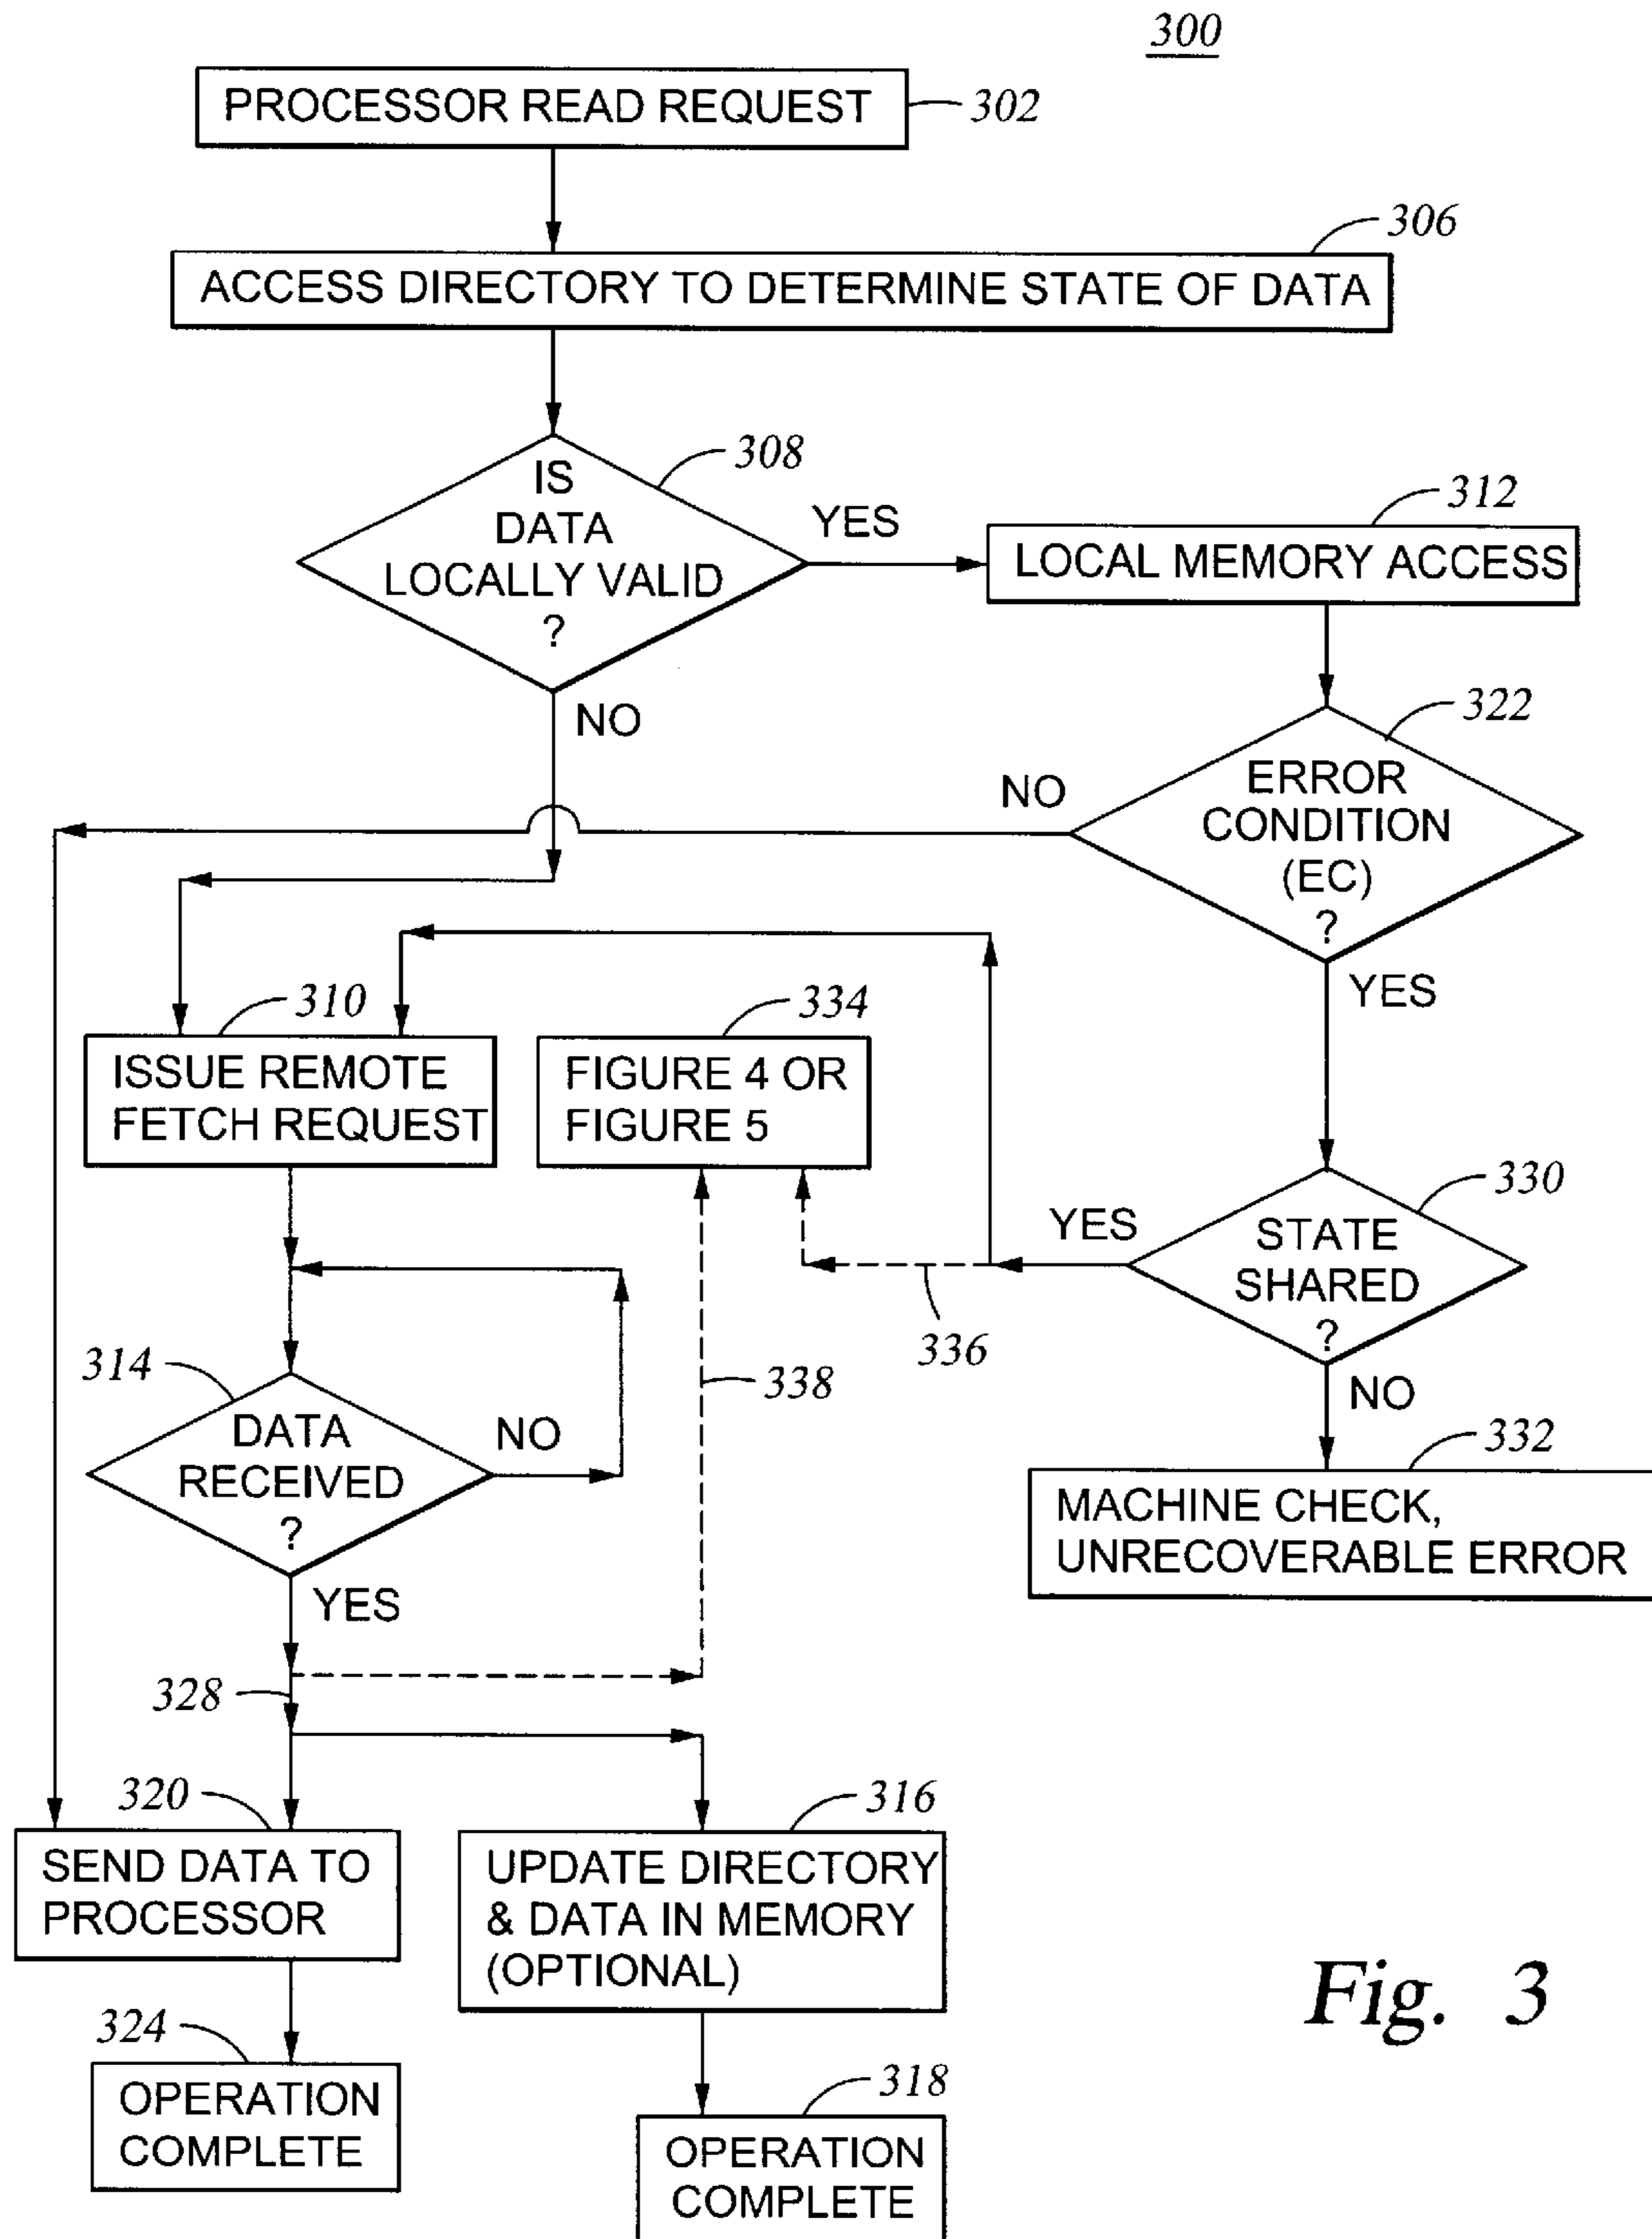 300
PROCESSOR READ REQUEST
302
306
ACCESS DIRECTORY TO DETERMINE STATE OF DATA
308
IS
DATA
LOCALLY VALID
?
YES
NO
312
LOCAL MEMORY ACCESS
322
ERROR
CONDITION
(EC)
?
NO
YES
310
ISSUE REMOTE
FETCH REQUEST
334
FIGURE 4 OR
FIGURE 5
330
STATE
SHARED
?
YES
NO
336
338
314
DATA
RECEIVED
?
NO
YES
332
MACHINE CHECK,
UNRECOVERABLE ERROR
328
320
SEND DATA TO
PROCESSOR
316
UPDATE DIRECTORY
& DATA IN MEMORY
(OPTIONAL)
324
OPERATION
COMPLETE
318
OPERATION
COMPLETE
Fig. 3